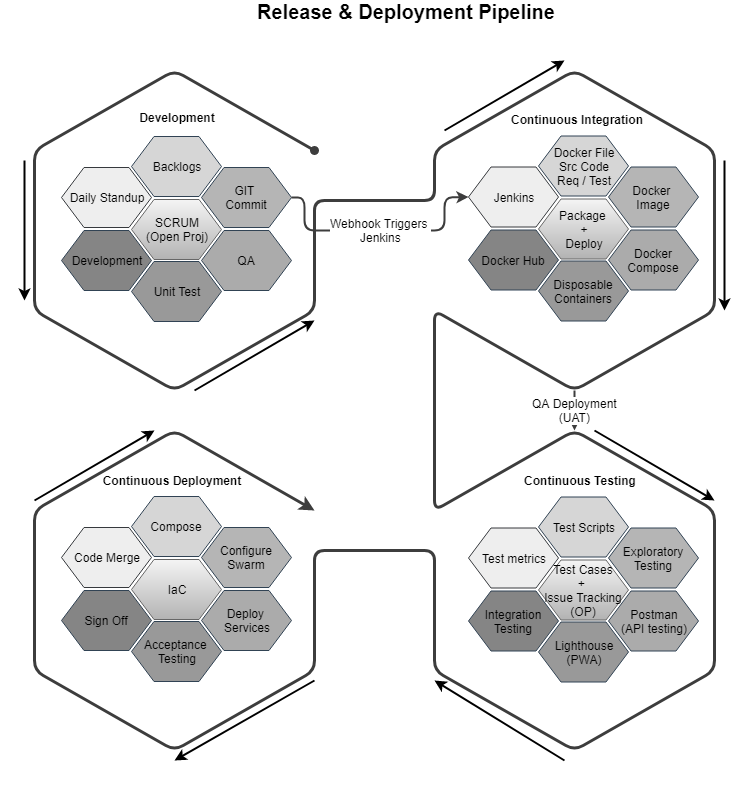 Release & Deployment Pipeline
Development
Backlogs
Daily Standup
GIT
Commit
SCRUM
(Open Proj)
Development
QA
Unit Test
Webhook Triggers
Jenkins
Continuous Integration
Docker File
Src Code
Req / Test
Jenkins
Docker
Image
Package
+
Deploy
Docker Hub
Docker
Compose
Disposable
Containers
QA Deployment
(UAT)
Continuous Deployment
Compose
Code Merge
Configure
Swarm
IaC
Sign Off
Deploy
Services
Acceptance
Testing
Continuous Testing
Test Scripts
Test metrics
Exploratory
Testing
Test Cases
+
Issue Tracking
(OP)
Integration
Testing
Postman
(API testing)
Lighthouse
(PWA)